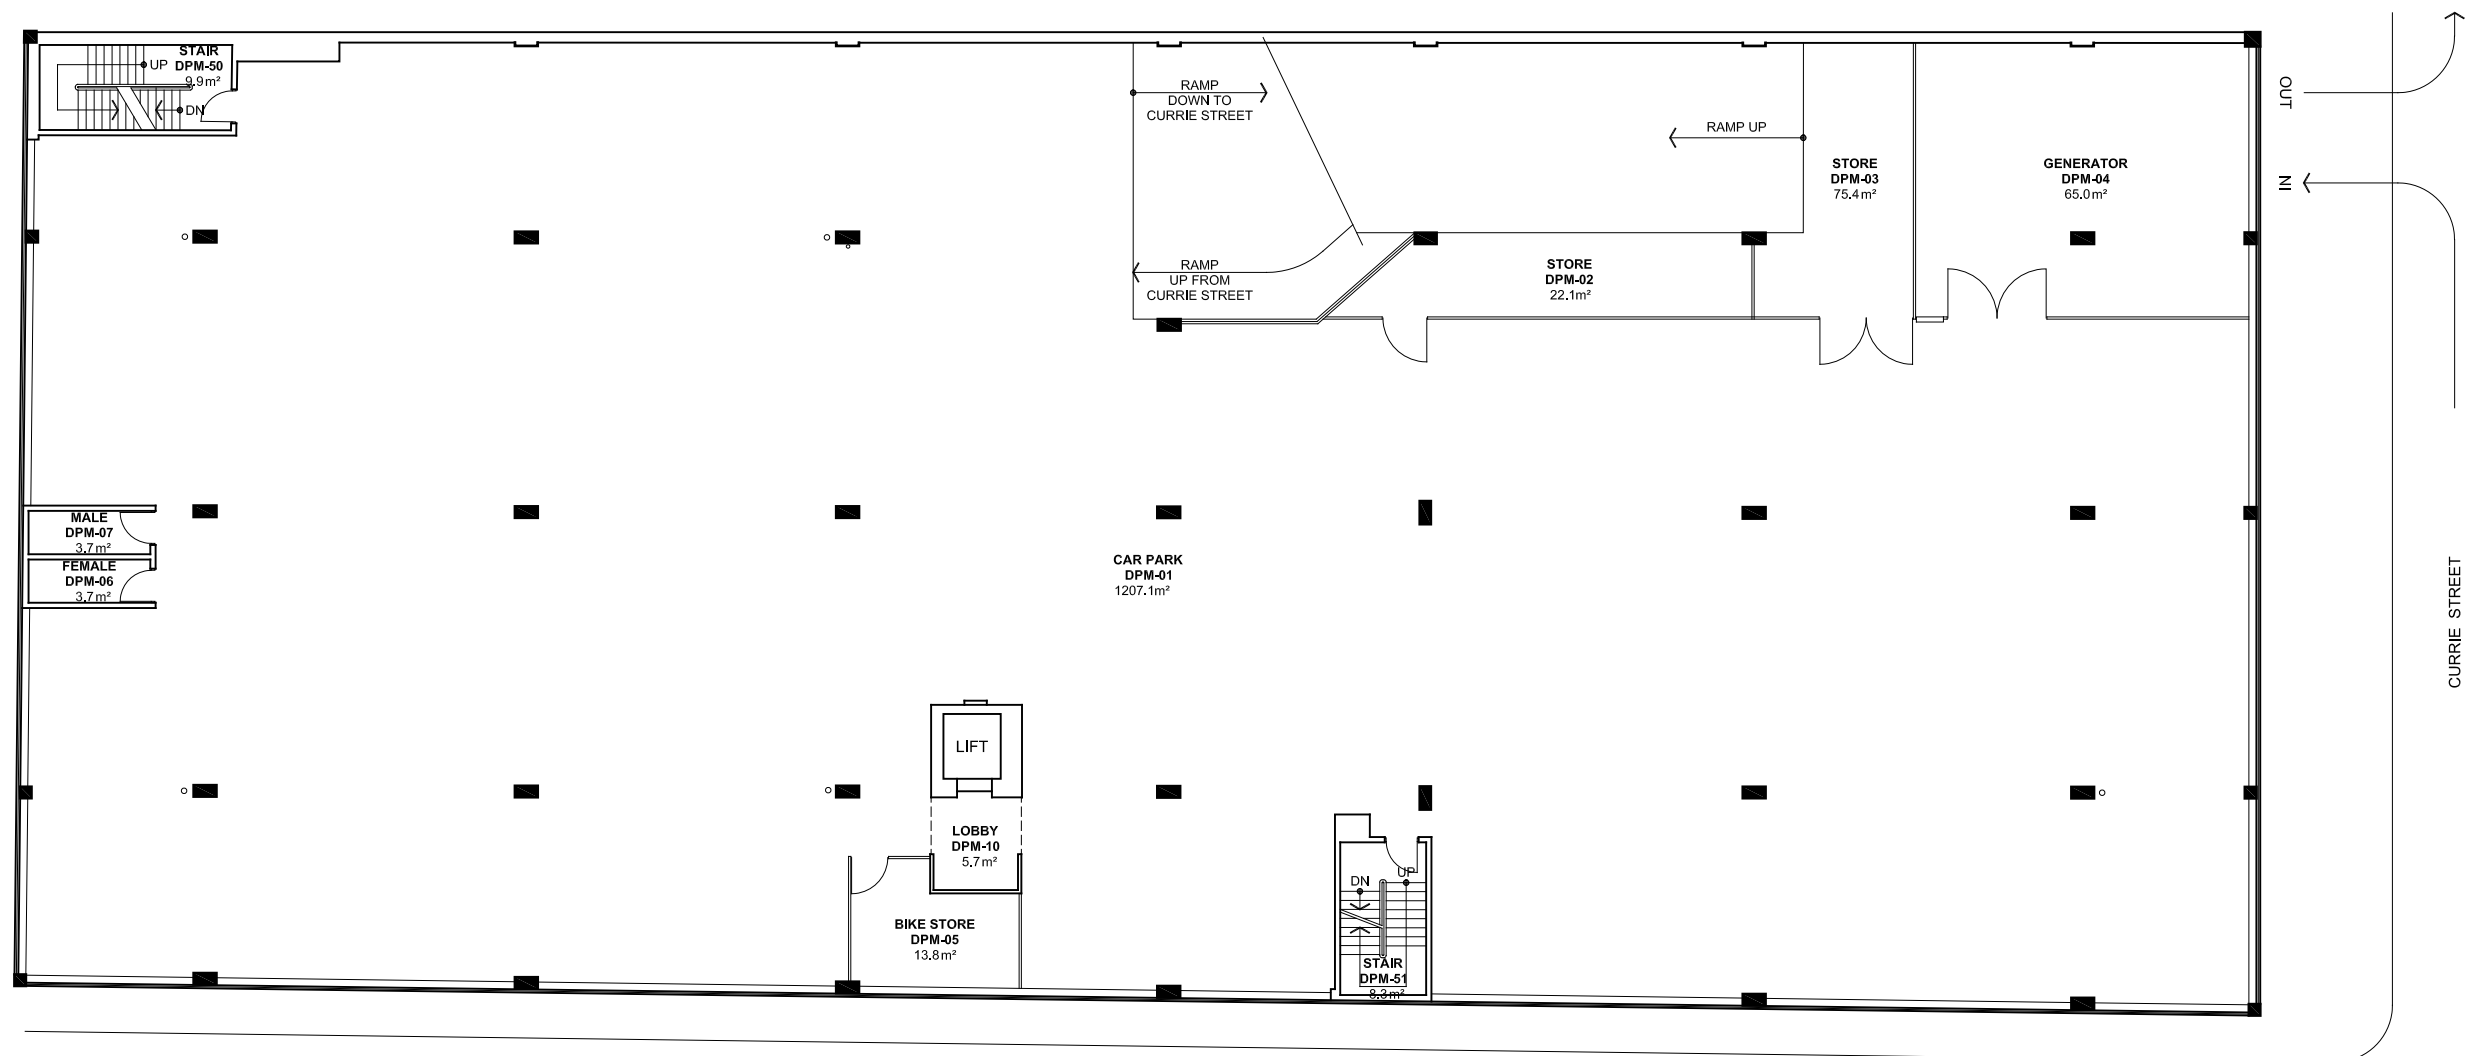 STAIR
DPM-50
9.9m²
UP
DN
RAMP
DOWN TO
CURRIE STREET
RAMP UP
OUT
IN
STORE
DPM-03
75.4m²
GENERATOR
DPM-04
65.0m²
RAMP
UP FROM
CURRIE STREET
STORE
DPM-02
22.1m²
MALE
DPM-07
3.7m²
FEMALE
DPM-06
3.7m²
CAR PARK
DPM-01
1207.1m²
CURRIE STREET
LIFT
LOBBY
DPM-10
5.7m²
BIKE STORE
DPM-05
13.8m²
DN
UP
STAIR
DPM-51
8.3m²